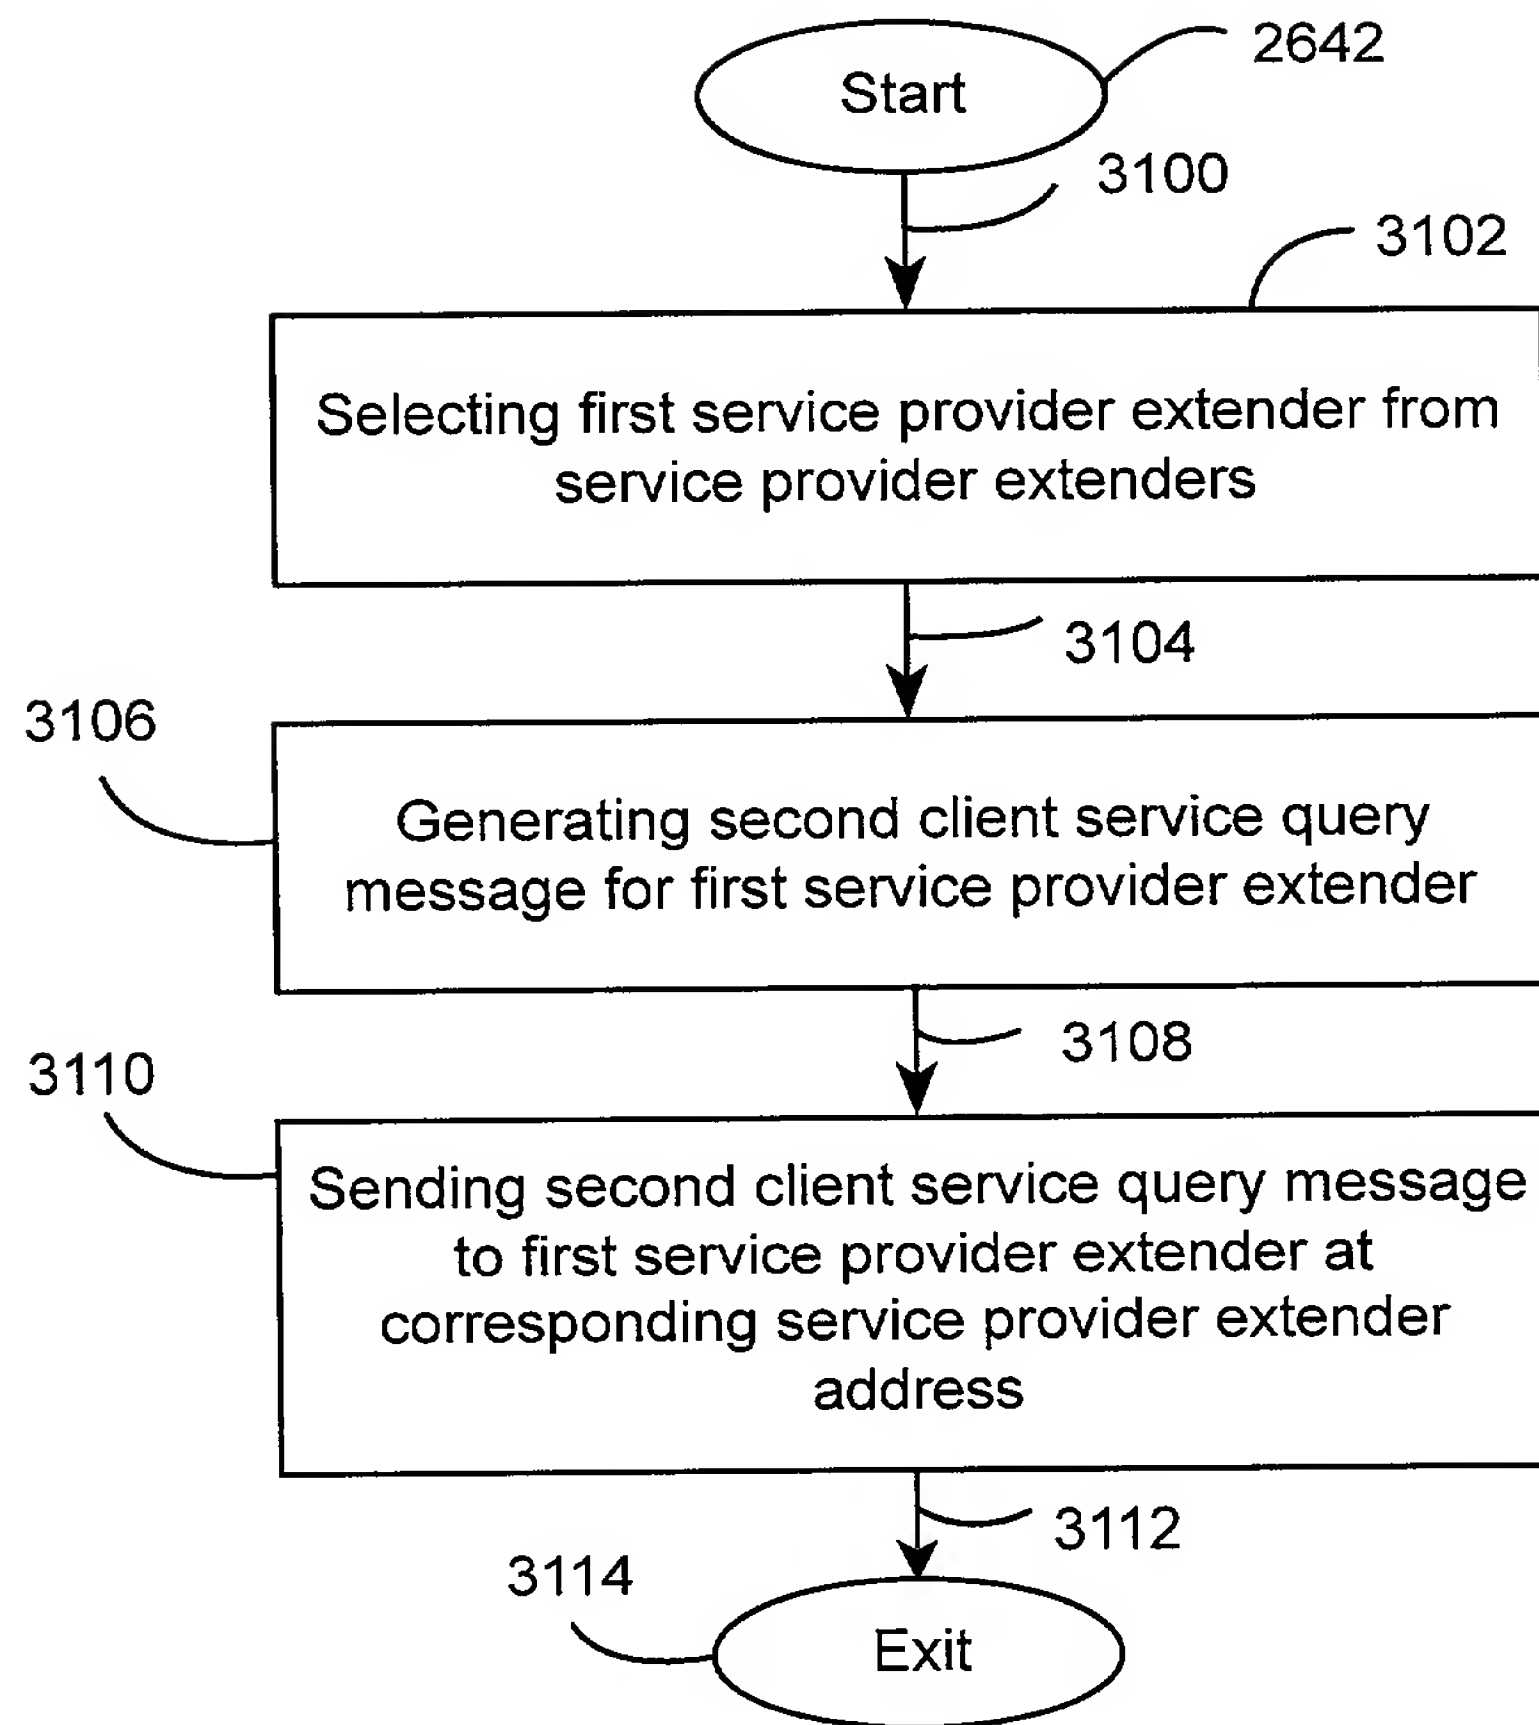 2642
Start
3100
3102
Selecting first service provider extender from
service provider extenders
3104
3106
Generating second client service query
message for first service provider extender
3108
3110
Sending second client service query message
to first service provider extender at
corresponding service provider extender
address
3112
3114
Exit